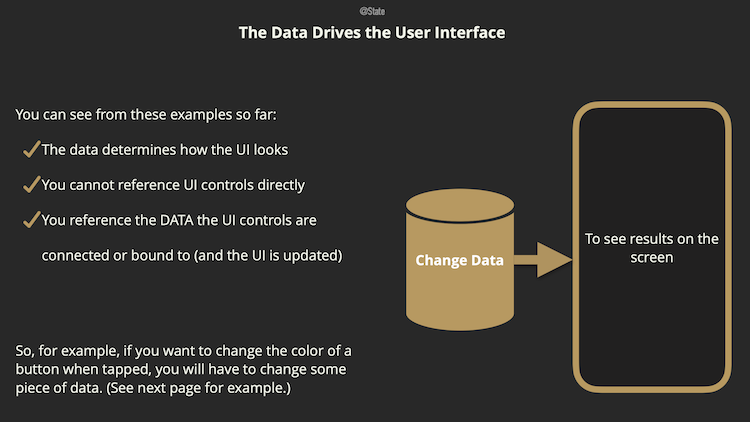 @State
The Data Drives the User Interface
You can see from these examples so far:
The data determines how the UI looks
You cannot reference UI controls directly
You reference the DATA the UI controls are
connected or bound to (and the UI is updated)
Change Data
To see results on the
screen
So, for example, if you want to change the color of a
button when tapped, you will have to change some
piece of data. (See next page for example.)